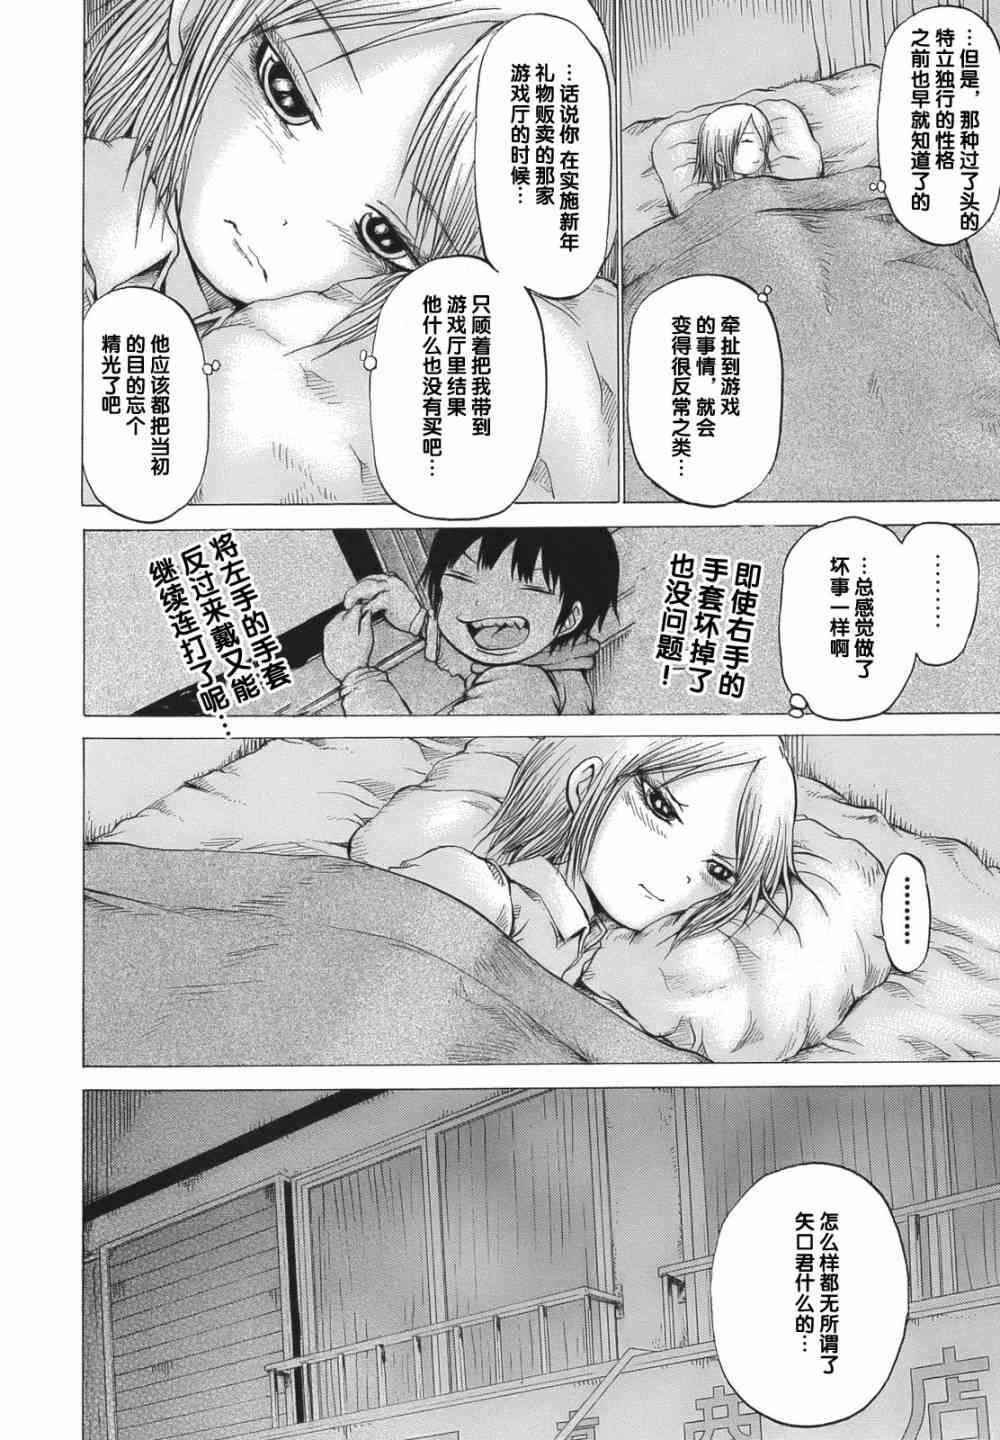 …但是，那种过了头的
特立独行的性格
之前也早就知道了的
牵扯到游戏
的事情，就会
变得很反常之类…
…话说你 在实施新年
礼物贩卖的那家
游戏厅的时候…
只顾着把我带到
游戏厅里结果
他什么也没有买吧…
他应该都把当初
的目的忘个
精光了吧
………
…总感觉做了
坏事一样啊
即使右手的
手套坏掉了
也没问题！
将左手的手套
反过来戴又能
继续连打了呢…
………
怎么样都无所谓了
矢口君什么的…
店